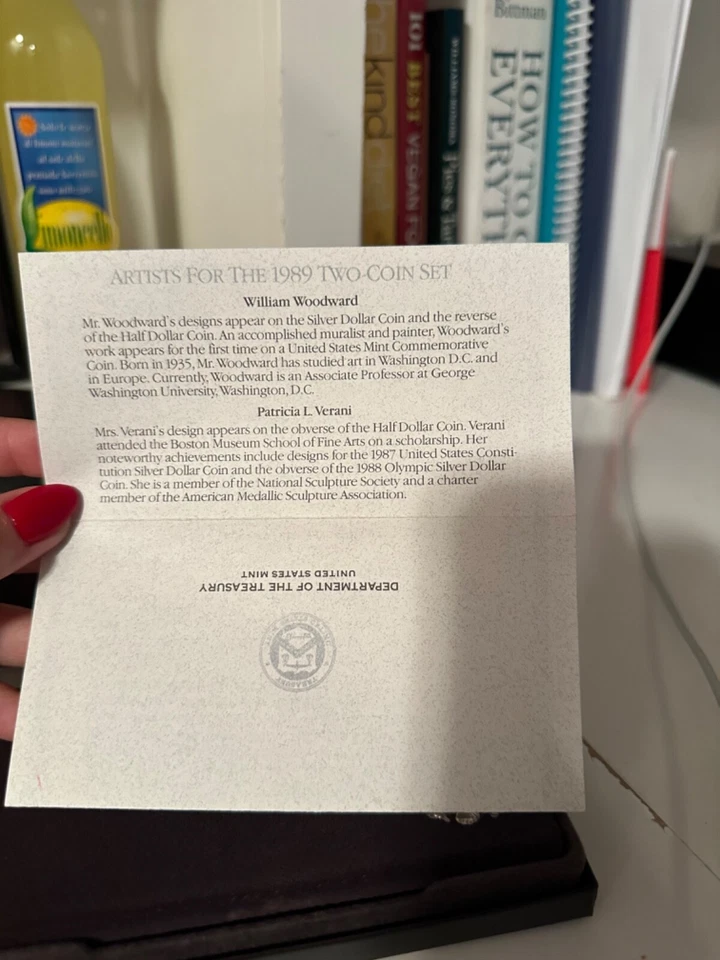 Bittman
HOW TO
EVERYTH
101 BEST VEGAN
WILLIAMS-SONOMA
Limoncello
ARTISTS FOR THE 1989 TWO-COIN SET
William Woodward
Mr. Woodward's designs appear on the Silver Dollar Coin and the reverse
of the Half Dollar Coin. An accomplished muralist and painter, Woodward's
work appears for the first time on a United States Mint Commemorative
Coin. Born in 1935, Mr. Woodward has studied art in Washington D.C. and
in Europe. Currently, Woodward is an Associate Professor at George
Washington University, Washington, D.C.
Patricia L. Verani
Mrs. Verani's design appears on the obverse of the Half Dollar Coin. Verani
attended the Boston Museum School of Fine Arts on a scholarship. Her
noteworthy achievements include designs for the 1987 United States Consti-
tution Silver Dollar Coin and the obverse of the 1988 Olympic Silver Dollar
Coin. She is a member of the National Sculpture Society and a charter
member of the American Medallic Sculpture Association.
DEPARTMENT OF THE TREASURY
UNITED STATES MINT